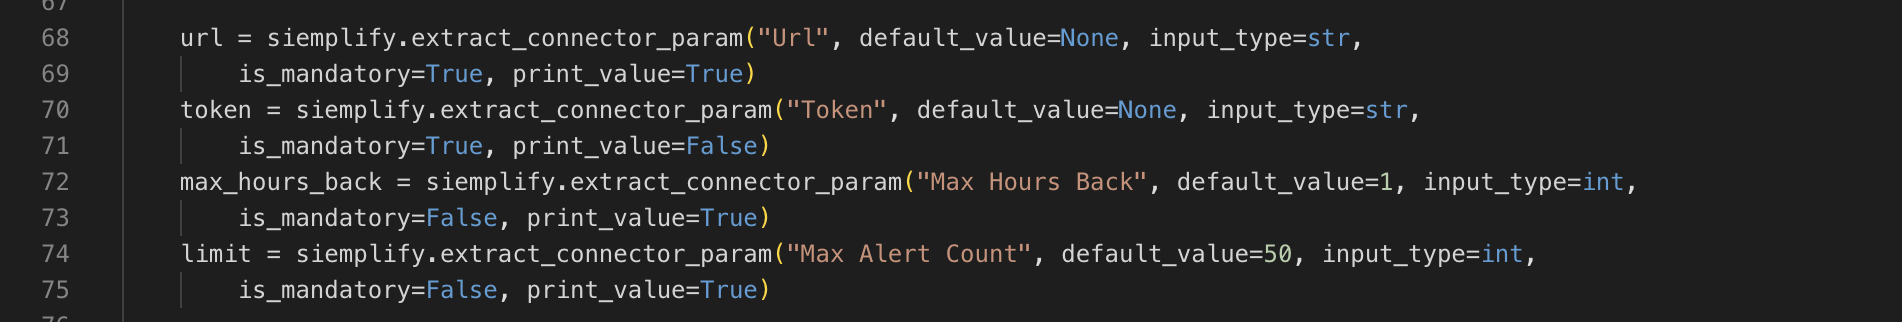 67
68 url = siemplify.extract_connector_param("Url", default_value=None, input_type=str,
69 is_mandatory=True, print_value=True)
70 token = siemplify.extract_connector_param("Token", default_value=None, input_type=str,
71 is_mandatory=True, print_value=False)
72 max_hours_back = siemplify.extract_connector_param("Max Hours Back", default_value=1, input_type=int,
73 is_mandatory=False, print_value=True)
74 limit = siemplify.extract_connector_param("Max Alert Count", default_value=50, input_type=int,
75 is_mandatory=False, print_value=True)
76